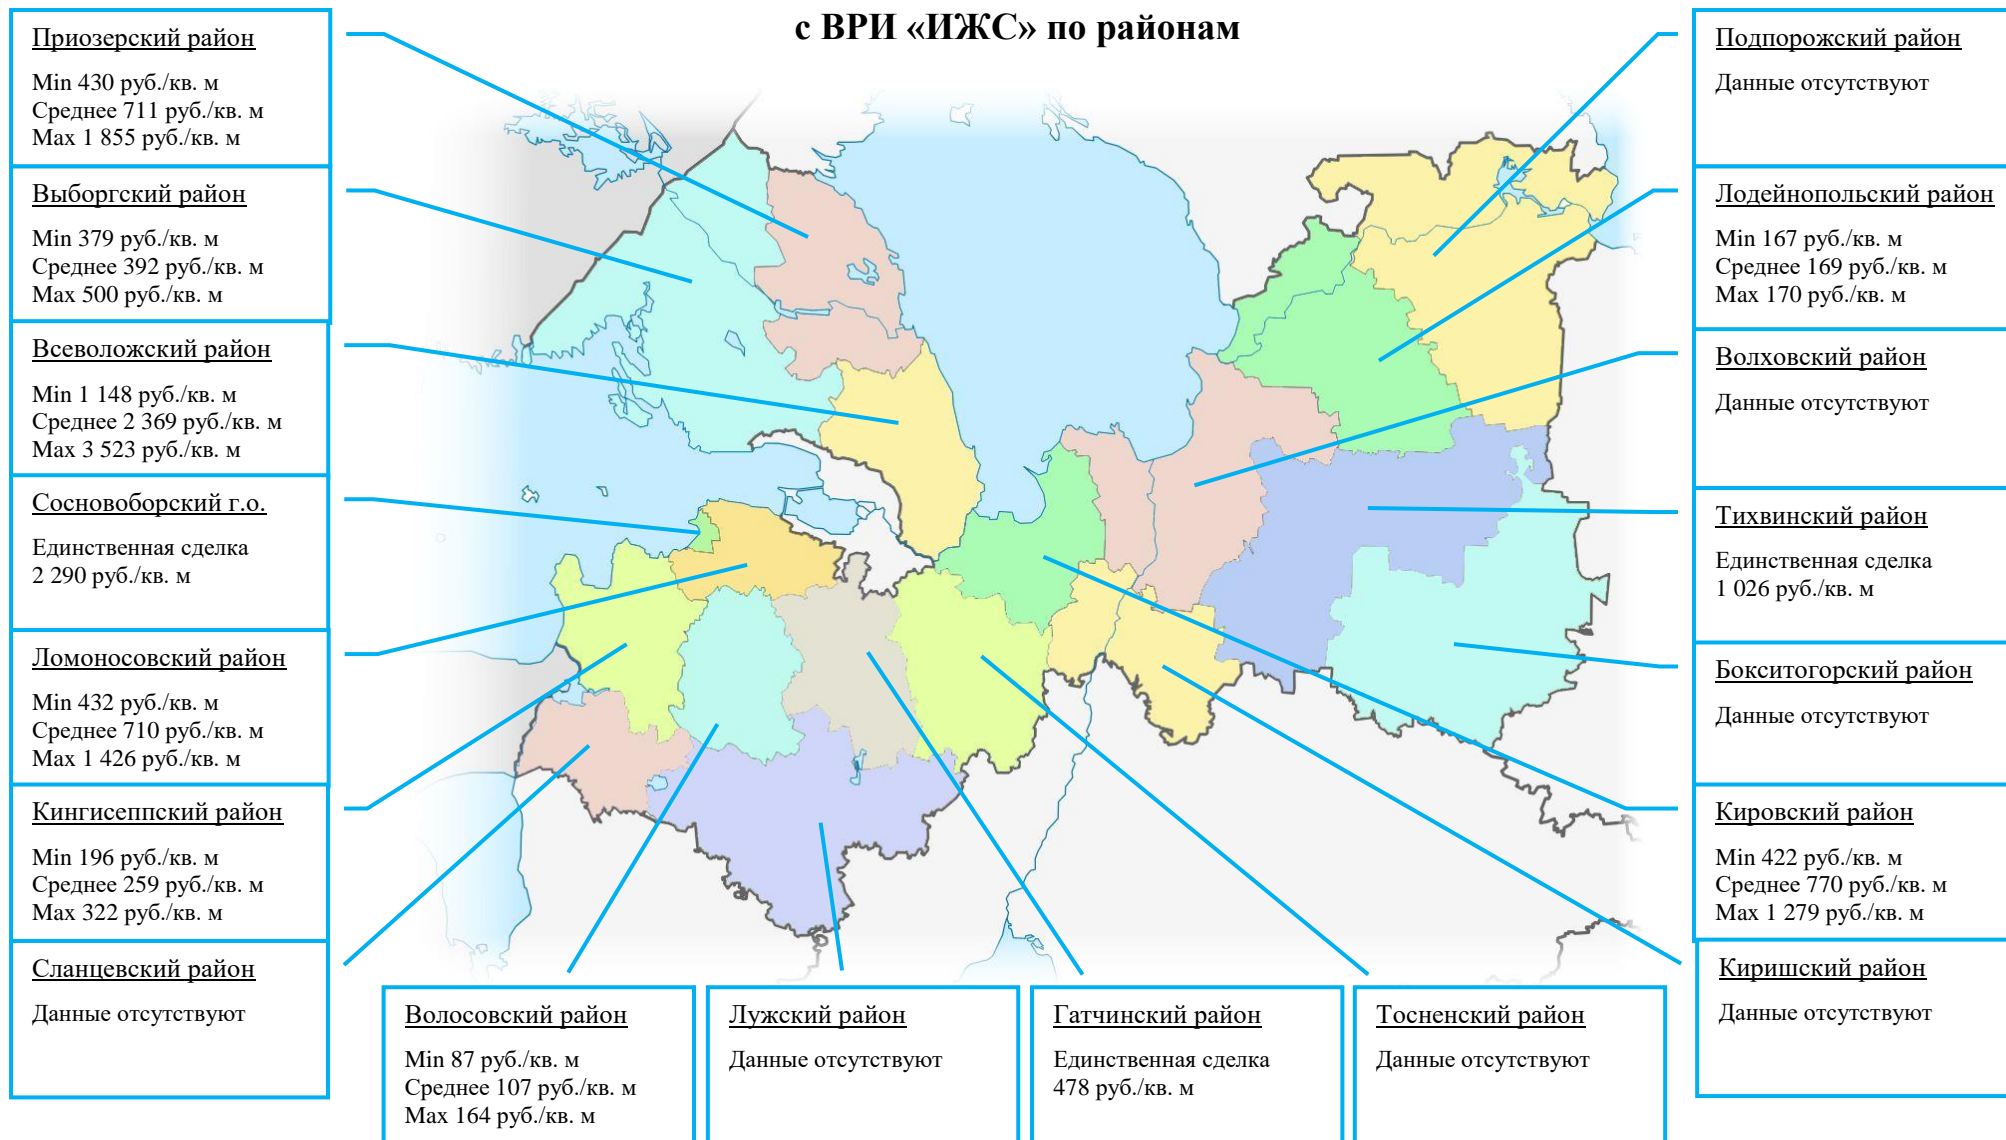 с ВРИ «ИЖС» по районам
Приозерский район
Min 430 руб./кв. м
Среднее 711 руб./кв. м
Max 1 855 руб./кв. м
Выборгский район
Min 379 руб./кв. м
Среднее 392 руб./кв. м
Max 500 руб./кв. м
Всеволожский район
Min 1 148 руб./кв. м
Среднее 2 369 руб./кв. м
Max 3 523 руб./кв. м
Сосновоборский г.о.
Единственная сделка
2 290 руб./кв. м
Ломоносовский район
Min 432 руб./кв. м
Среднее 710 руб./кв. м
Max 1 426 руб./кв. м
Кингисеппский район
Min 196 руб./кв. м
Среднее 259 руб./кв. м
Max 322 руб./кв. м
Сланцевский район
Данные отсутствуют
Волосовский район
Min 87 руб./кв. м
Среднее 107 руб./кв. м
Max 164 руб./кв. м
Лужский район
Данные отсутствуют
Гатчинский район
Единственная сделка
478 руб./кв. м
Тосненский район
Данные отсутствуют
Подпорожский район
Данные отсутствуют
Лодейнопольский район
Min 167 руб./кв. м
Среднее 169 руб./кв. м
Max 170 руб./кв. м
Волховский район
Данные отсутствуют
Тихвинский район
Единственная сделка
1 026 руб./кв. м
Бокситогорский район
Данные отсутствуют
Кировский район
Min 422 руб./кв. м
Среднее 770 руб./кв. м
Max 1 279 руб./кв. м
Киришский район
Данные отсутствуют